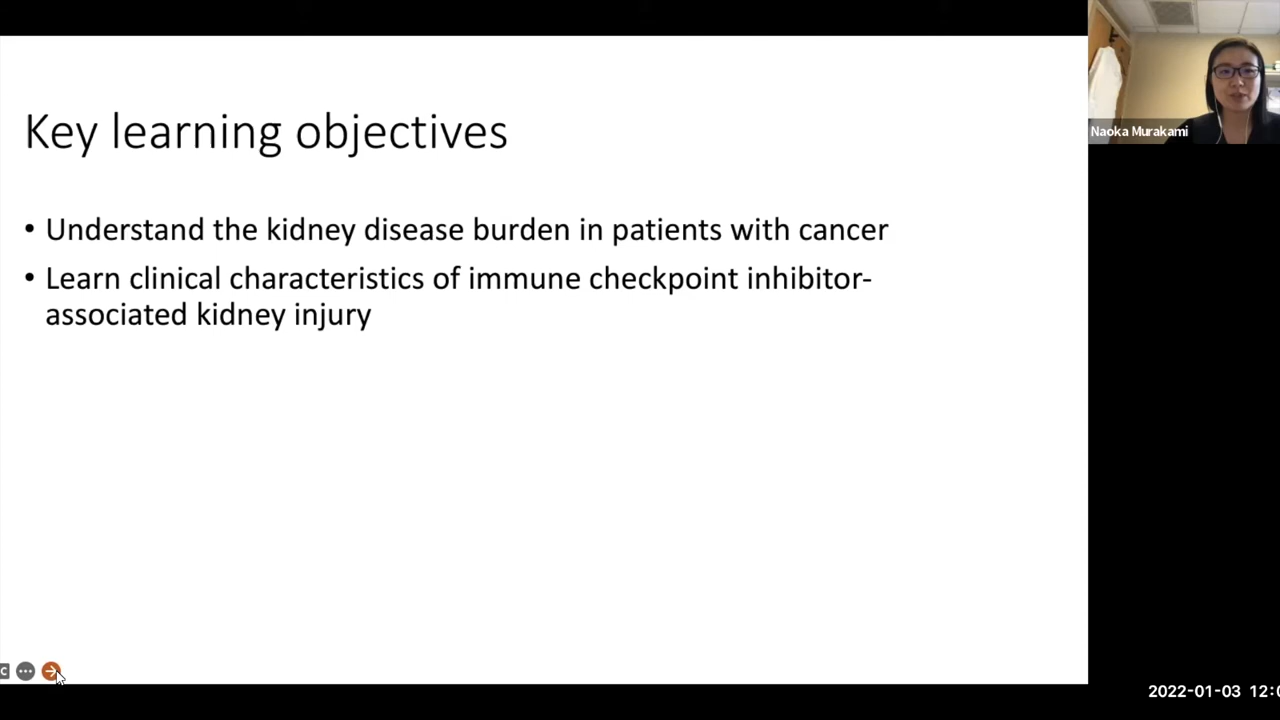 Key learning objectives
• Understand the kidney disease burden in patients with cancer
• Learn clinical characteristics of immune checkpoint inhibitor-
associated kidney injury
Naoka Murakami
2022-01-03 12:0